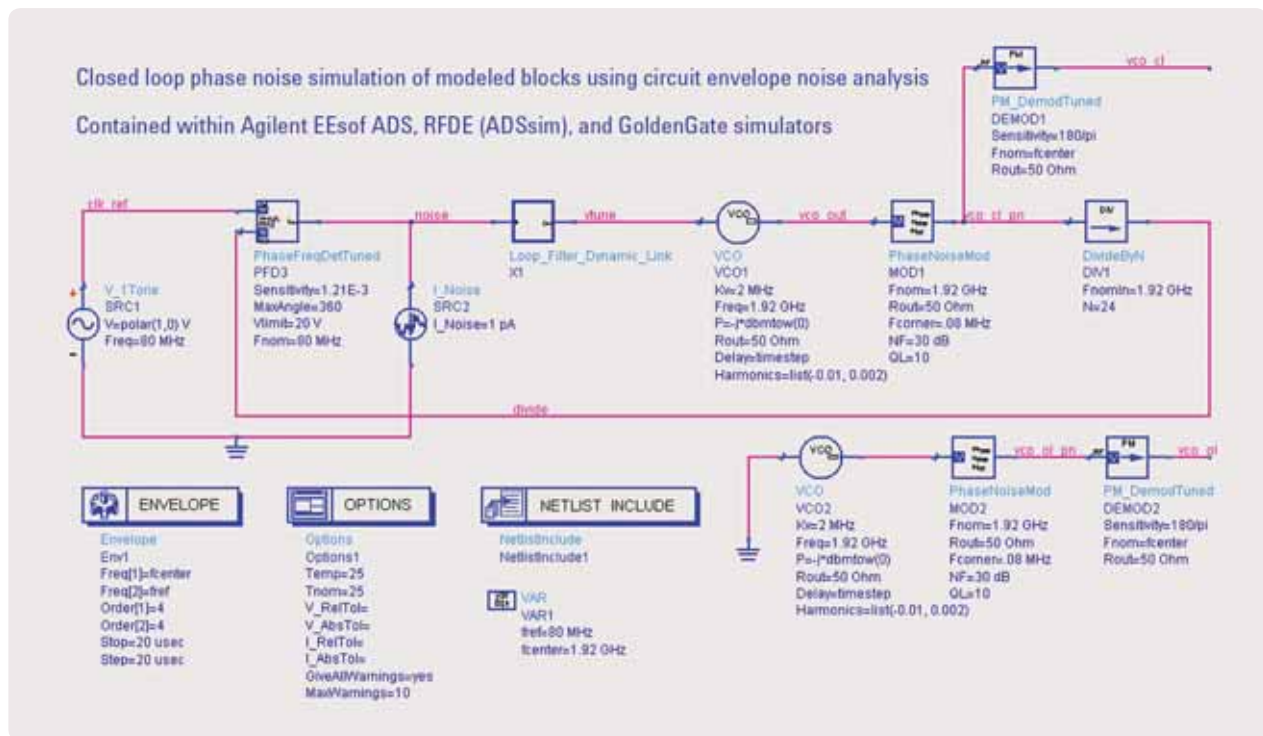 Closed loop phase noise simulation of modeled blocks using circuit envelope noise analysis
Contained within Agilent EEsof ADS, RFDE (ADSsim), and GoldenGate simulators
PM
vco_cl
PM_DemodTuned
DEMOD1
Sensitivity=180/pi
Fnom=fcenter
Rout=50 Ohm
clk_ref
noise
vtune
VCO
vco_out
Phase
Noise
Mod
vco_cl_pn
DIV
V_1Tone
SRC1
V=polar(1,0) V
Freq=80 MHz
PhaseFreqDetTuned
PFD3
Sensitivity=1.21E-3
MaxAngle=360
Vlimit=20 V
Fnom=80 MHz
I_Noise
SRC2
I_Noise=1 pA
Loop_Filter_Dynamic_Link
X1
VCO
VCO1
Kv=2 MHz
Freq=1.92 GHz
P=-j*dbmtow(0)
Rout=50 Ohm
Delay=timestep
Harmonics=list(-0.01, 0.002)
PhaseNoiseMod
MOD1
Fnom=1.92 GHz
Rout=50 Ohm
Fcorner=.08 MHz
NF=30 dB
QL=10
DivideByN
DIV1
FnomIn=1.92 GHz
N=24
divide
VCO
vco_ol_pn
PM
vco_ol
VCO
VCO2
Kv=2 MHz
Freq=1.92 GHz
P=-j*dbmtow(0)
Rout=50 Ohm
Delay=timestep
Harmonics=list(-0.01, 0.002)
PhaseNoiseMod
MOD2
Fnom=1.92 GHz
Rout=50 Ohm
Fcorner=.08 MHz
NF=30 dB
QL=10
PM_DemodTuned
DEMOD2
Sensitivity=180/pi
Fnom=fcenter
Rout=50 Ohm
ENVELOPE
Envelope
Env1
Freq[1]=fcenter
Freq[2]=fref
Order[1]=4
Order[2]=4
Stop=20 usec
Step=20 usec
OPTIONS
Options
Options1
Temp=25
Tnom=25
V_RelTol=
V_AbsTol=
I_RelTol=
I_AbsTol=
GiveAllWarnings=yes
MaxWarnings=10
NETLIST INCLUDE
NetlistInclude
NetlistInclude1
VAR
VAR1
fref=80 MHz
fcenter=1.92 GHz